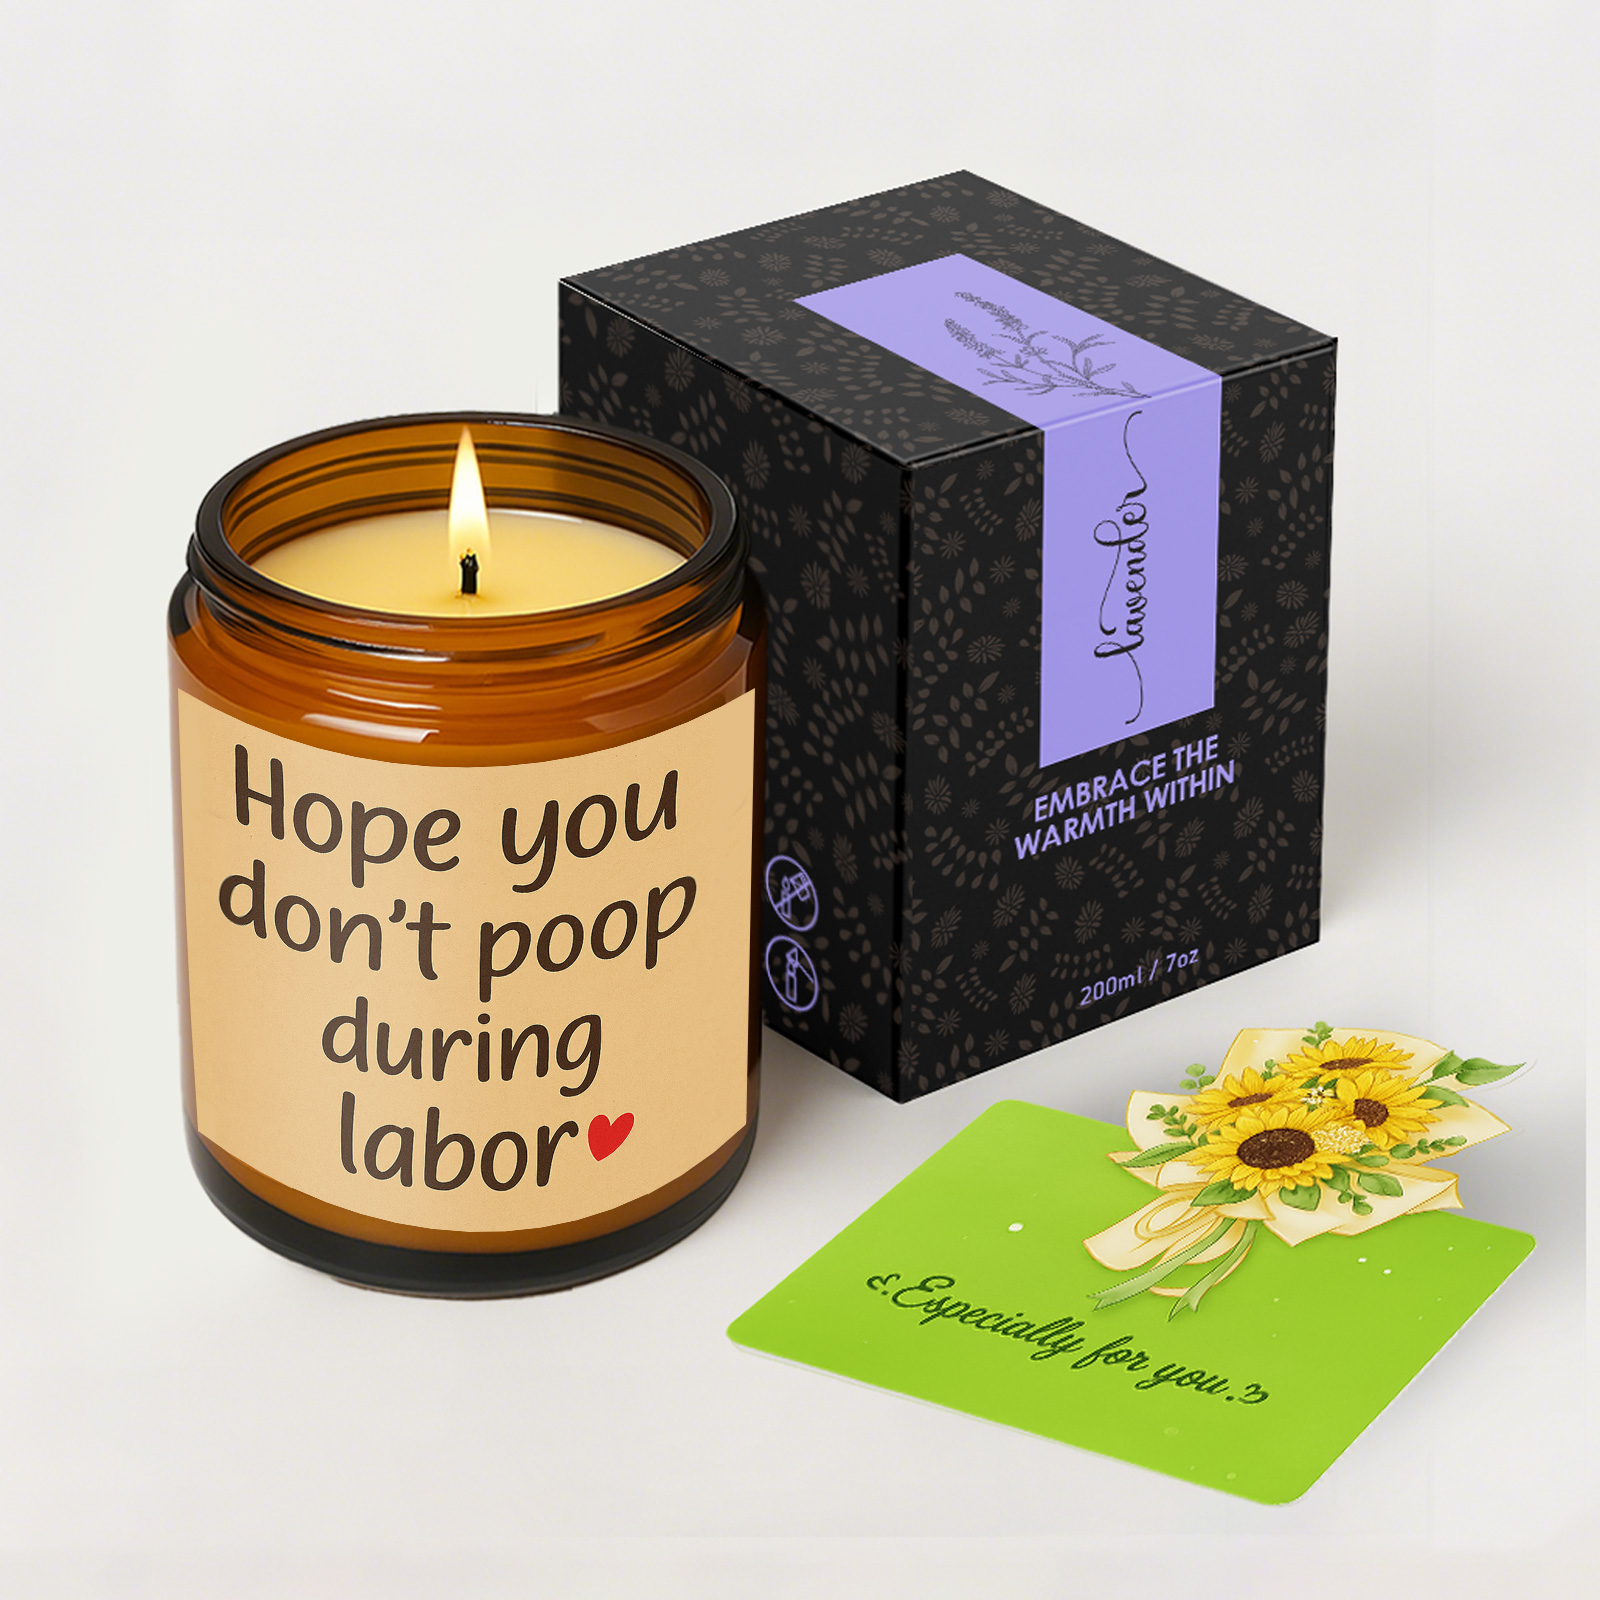 Hope you
don't poop
during
labor
lavender
EMBRACE THE
WARMTH WITHIN
200ml / 7oz
Especially for you.